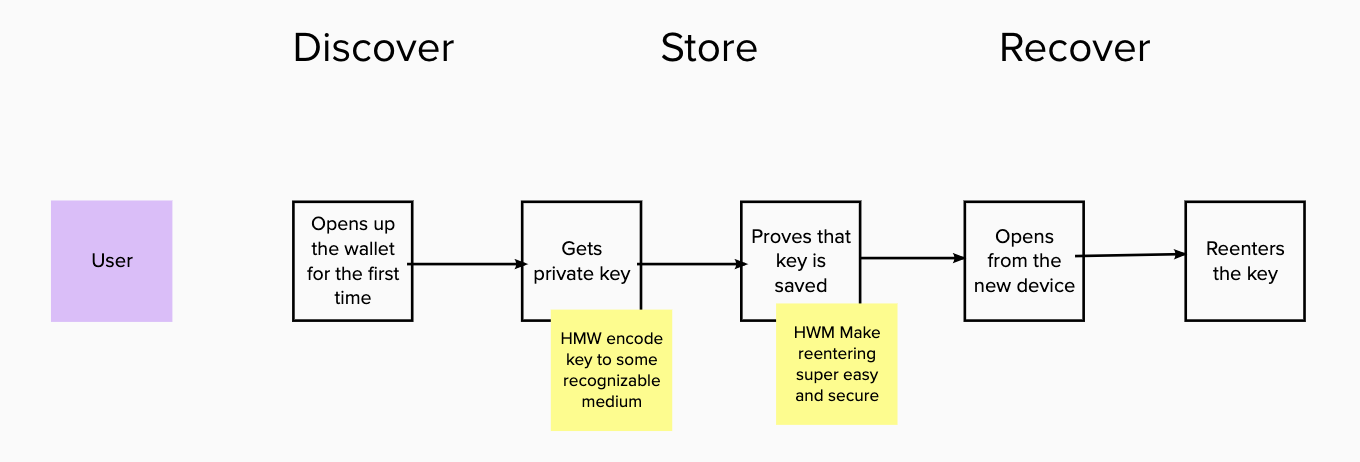 Discover
Store
Recover
User
Opens up
the wallet
for the first
time
Gets
private key
Proves that
key is
saved
Opens
from the
new device
Reenters
the key
HMW encode
key to some
recognizable
medium
HWM Make
reentering
super easy
and secure